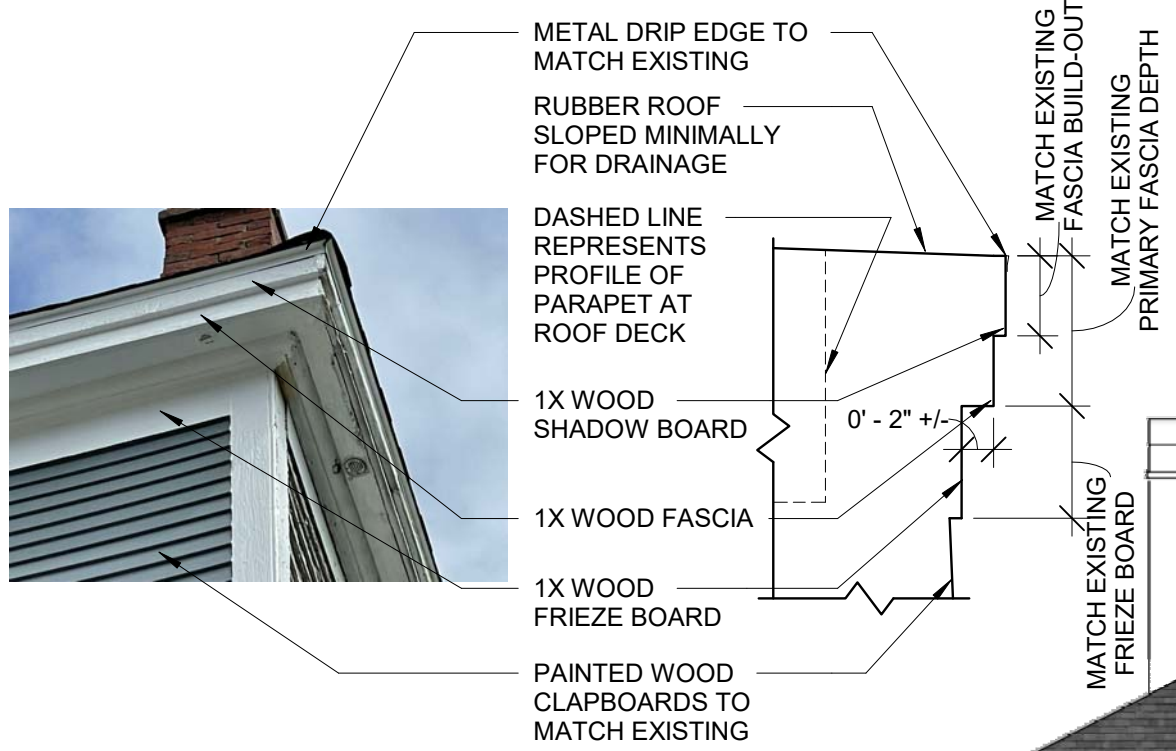 METAL DRIP EDGE TO
MATCH EXISTING
RUBBER ROOF
SLOPED MINIMALLY
FOR DRAINAGE
DASHED LINE
REPRESENTS
PROFILE OF
PARAPET AT
ROOF DECK
1X WOOD
SHADOW BOARD
1X WOOD FASCIA
1X WOOD
FRIEZE BOARD
PAINTED WOOD
CLAPBOARDS TO
MATCH EXISTING
0' - 2" +/-
MATCH EXISTING
FASCIA BUILD-OUT
MATCH EXISTING
PRIMARY FASCIA DEPTH
MATCH EXISTING
FRIEZE BOARD